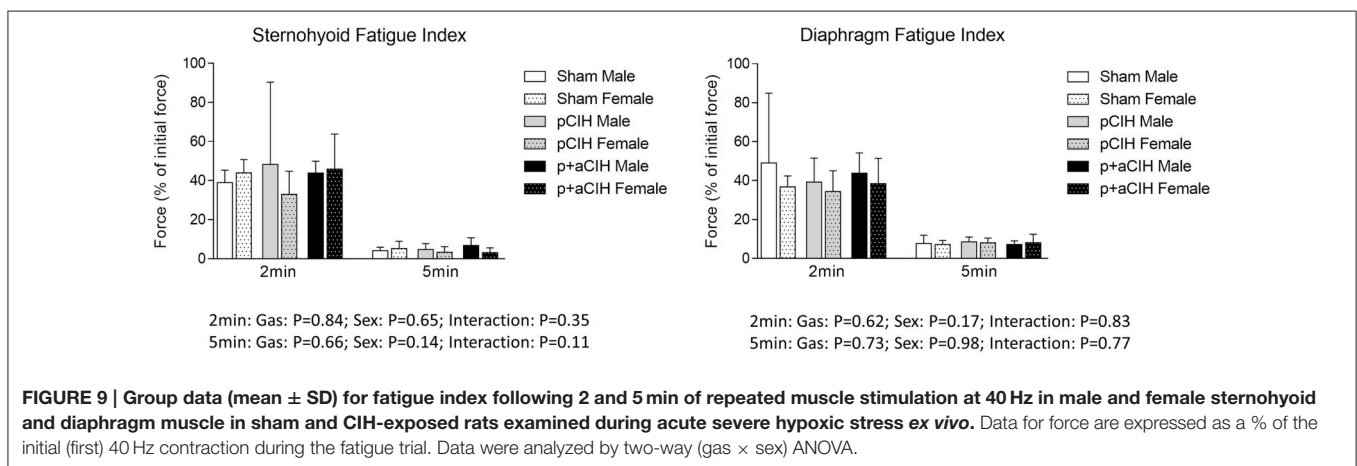 Sternohyoid Fatigue Index
Force (% of initial force)
100
80
60
40
20
0
2min
5min
Sham Male
Sham Female
pCIH Male
pCIH Female
p+aCIH Male
p+aCIH Female
2min: Gas: P=0.84; Sex: P=0.65; Interaction: P=0.35
5min: Gas: P=0.66; Sex: P=0.14; Interaction: P=0.11
Diaphragm Fatigue Index
Force (% of initial force)
100
80
60
40
20
0
2min
5min
Sham Male
Sham Female
pCIH Male
pCIH Female
p+aCIH Male
p+aCIH Female
2min: Gas: P=0.62; Sex: P=0.17; Interaction: P=0.83
5min: Gas: P=0.73; Sex: P=0.98; Interaction: P=0.77
FIGURE 9 | Group data (mean ± SD) for fatigue index following 2 and 5 min of repeated muscle stimulation at 40 Hz in male and female sternohyoid
and diaphragm muscle in sham and CIH-exposed rats examined during acute severe hypoxic stress ex vivo. Data for force are expressed as a % of the
initial (first) 40 Hz contraction during the fatigue trial. Data were analyzed by two-way (gas × sex) ANOVA.